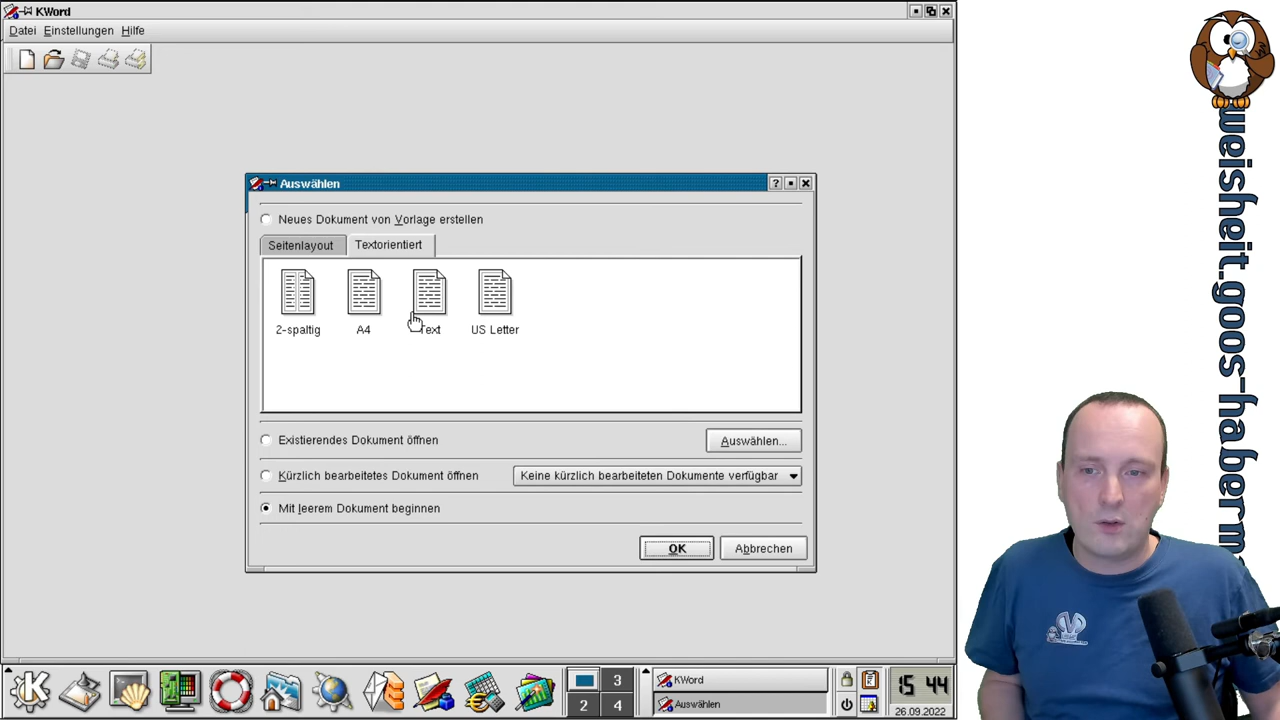 KWord
Datei Einstellungen Hilfe
Auswählen
Neues Dokument von Vorlage erstellen
Seitenlayout Textorientiert
2-spaltig A4 Text US Letter
Existierendes Dokument öffnen Auswählen...
Kürzlich bearbeitetes Dokument öffnen Keine kürzlich bearbeiteten Dokumente verfügbar
Mit leerem Dokument beginnen
OK Abbrechen
3
2 4
KWord
Auswählen
15 44
26.09.2022
weisheit.goos-haberm